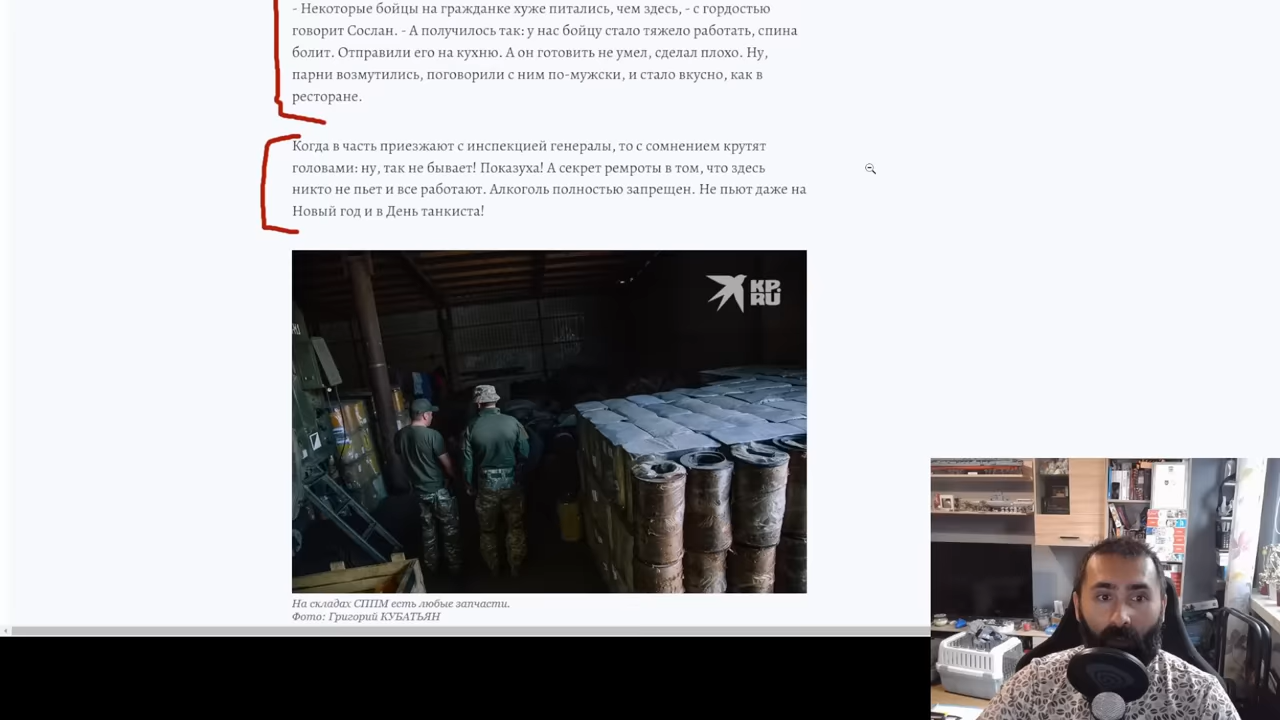 - Некоторые бойцы на гражданке хуже питались, чем здесь, - с гордостью
говорит Сослан. - А получилось так: у нас бойцу стало тяжело работать, спина
болит. Отправили его на кухню. А он готовить не умел, сделал плохо. Ну,
парни возмутились, поговорили с ним по-мужски, и стало вкусно, как в
ресторане.
Когда в часть приезжают с инспекцией генералы, то с сомнением крутят
головами: ну, так не бывает! Показуха! А секрет ремроты в том, что здесь
никто не пьет и все работают. Алкоголь полностью запрещен. Не пьют даже на
Новый год и в День танкиста!
KP.
RU
На складах СППМ есть любые запчасти.
Фото: Григорий КУБАТЬЯН